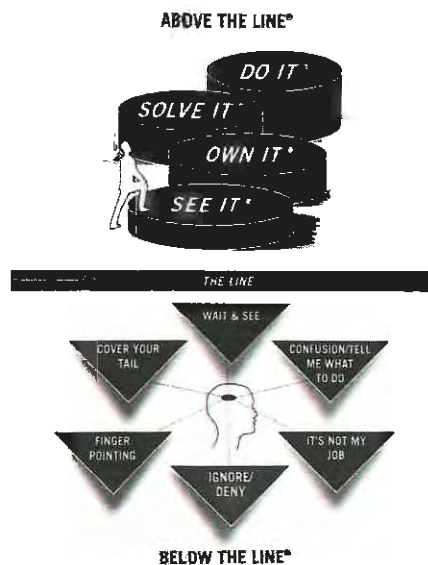 ABOVE THE LINE®
DO IT
SOLVE IT
OWN IT
SEE IT
THE LINE
WAIT & SEE
COVER YOUR
TAIL
CONFUSION/TELL
ME WHAT
TO DO
FINGER
POINTING
IT'S NOT MY
JOB
IGNORE/
DENY
BELOW THE LINE®